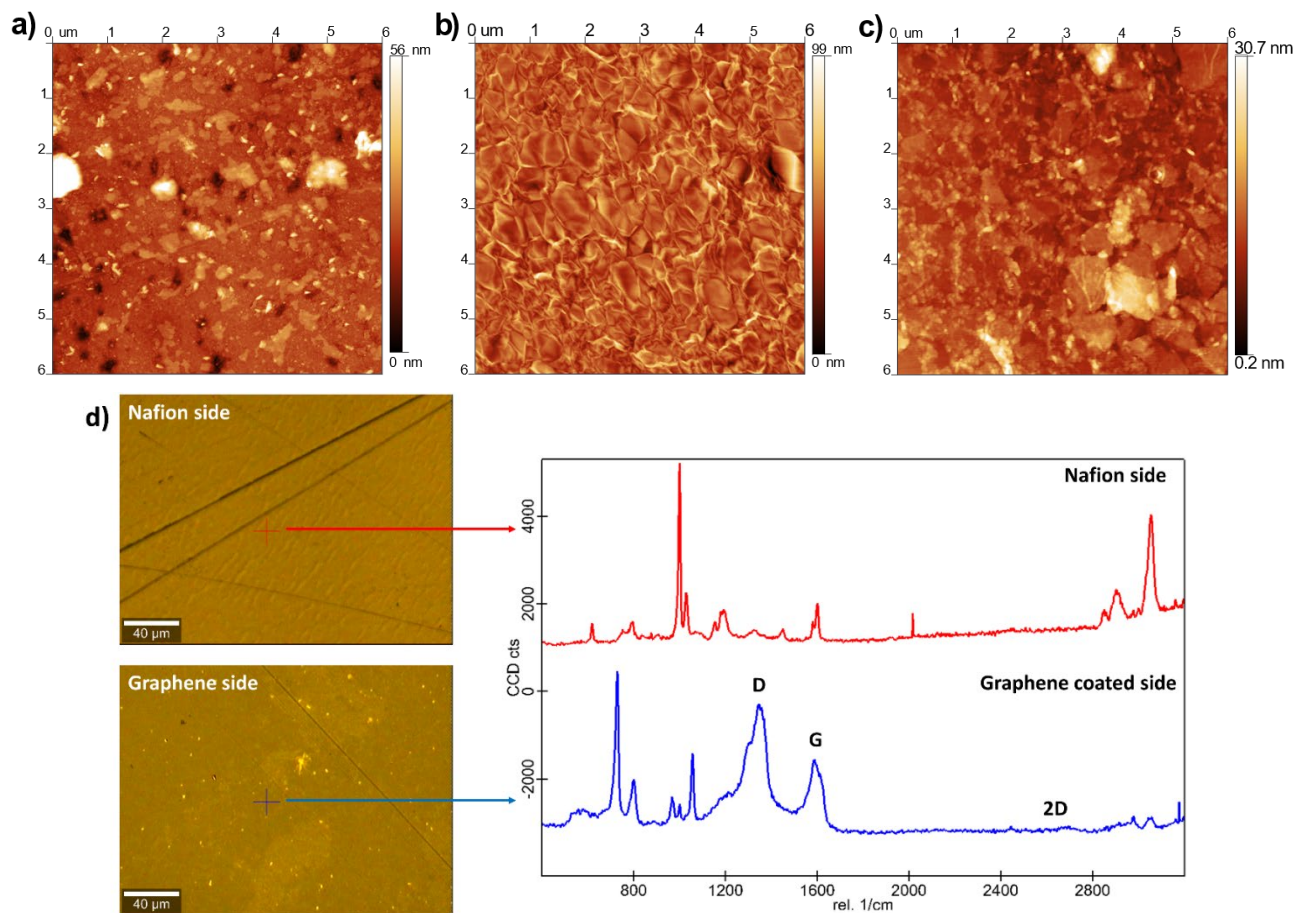 a)
0 um 1 2 3 4 5 6
56 nm
1
2
3
4
5
6
0 nm
b)
0 um 1 2 3 4 5 6
99 nm
1
2
3
4
5
6
0 nm
c)
0 um 1 2 3 4 5 6
30.7 nm
1
2
3
4
5
6
0.2 nm
d)
Nafion side
40 µm
Graphene side
40 µm
Nafion side
Graphene coated side
D
G
2D
CCD cts
4000
2000
0
-2000
800 1200 1600 2000 2400 2800
rel. 1/cm